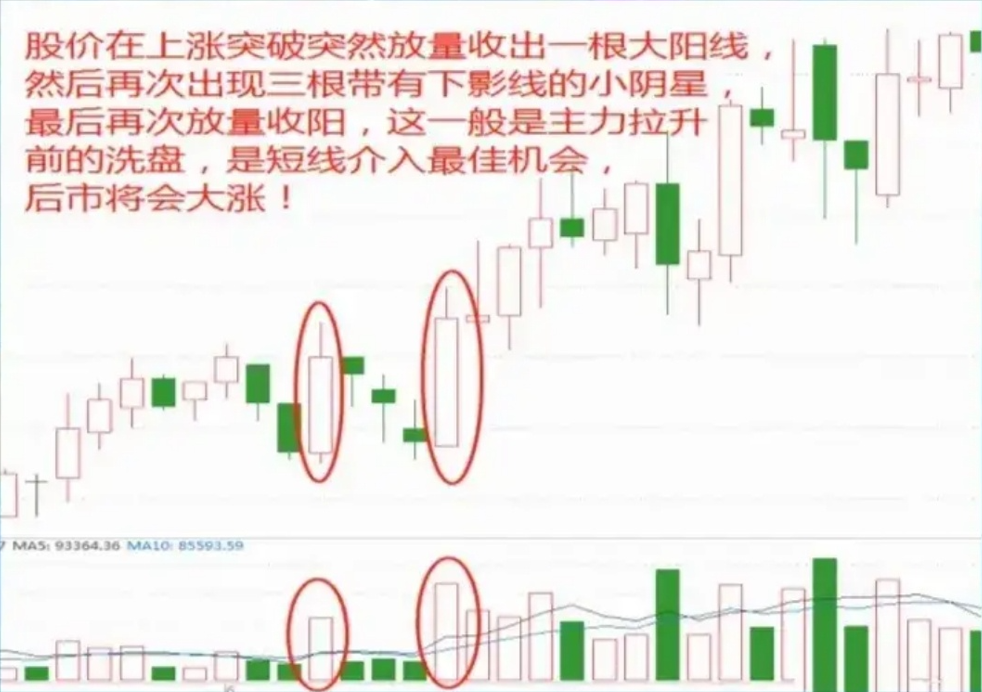 股价在上涨突破突然放量收出一根大阳线，
然后再次出现三根带有下影线的小阴星，
最后再次放量收阳，这一般是主力拉升
前的洗盘，是短线介入最佳机会，
后市将会大涨！
7 MA5: 93364.36 MA10: 85593.59